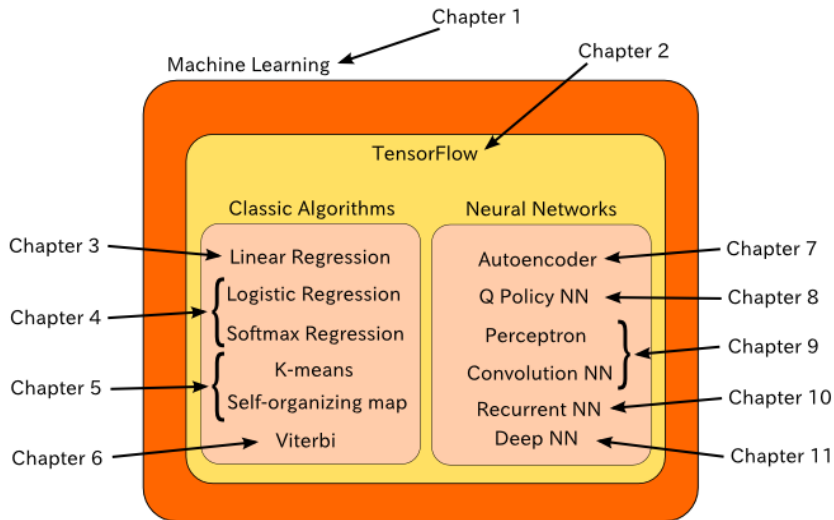 Chapter 1
Chapter 2
Machine Learning
TensorFlow
Classic Algorithms
Neural Networks
Chapter 3
Linear Regression
Chapter 4
Logistic Regression
Softmax Regression
Chapter 5
K-means
Self-organizing map
Chapter 6
Viterbi
Autoencoder
Chapter 7
Q Policy NN
Chapter 8
Perceptron
Convolution NN
Chapter 9
Recurrent NN
Chapter 10
Deep NN
Chapter 11